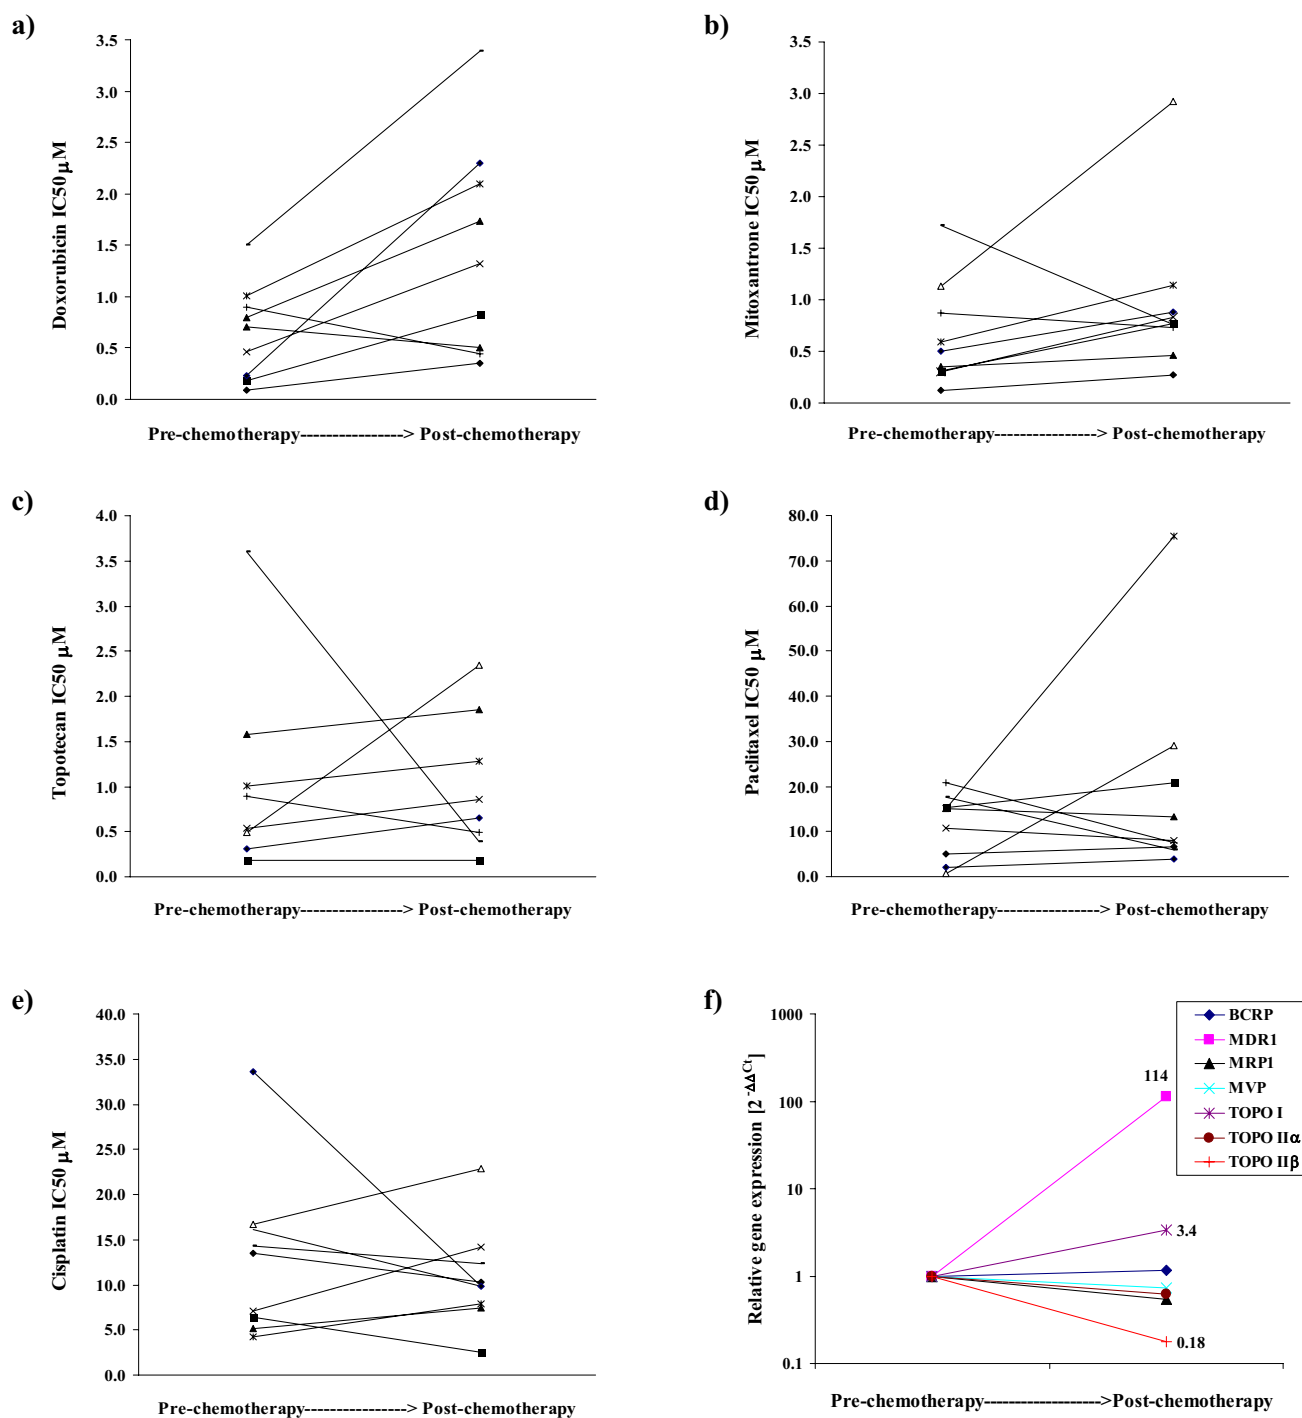 a)
3.5
3.0
2.5
2.0
1.5
1.0
0.5
0.0
Doxorubicin IC50 µM
Pre-chemotherapy----------------> Post-chemotherapy
b)
3.5
3.0
2.5
2.0
1.5
1.0
0.5
0.0
Mitoxantrone IC50 µM
Pre-chemotherapy----------------> Post-chemotherapy
c)
4.0
3.5
3.0
2.5
2.0
1.5
1.0
0.5
0.0
Topotecan IC50 µM
Pre-chemotherapy----------------> Post-chemotherapy
d)
80.0
70.0
60.0
50.0
40.0
30.0
20.0
10.0
0.0
Paclitaxel IC50 µM
Pre-chemotherapy----------------> Post-chemotherapy
e)
40.0
35.0
30.0
25.0
20.0
15.0
10.0
5.0
0.0
Cisplatin IC50 µM
Pre-chemotherapy----------------> Post-chemotherapy
f)
1000
100
10
1
0.1
Relative gene expression [2^-ΔΔCt]
114
3.4
0.18
BCRP
MDR1
MRP1
MVP
TOPO I
TOPO IIα
TOPO IIβ
Pre-chemotherapy---------------->Post-chemotherapy